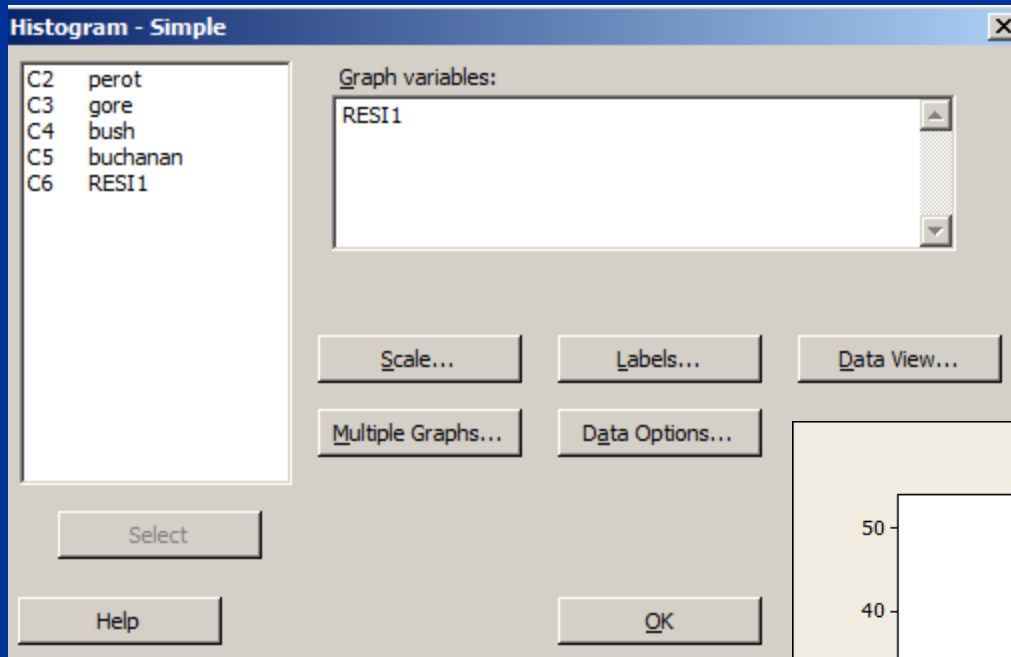 Histogram - Simple
C2 perot
C3 gore
C4 bush
C5 buchanan
C6 RESI1
Graph variables:
RESI1
Scale...
Labels...
Data View...
Multiple Graphs...
Data Options...
Select
Help
OK
50
40